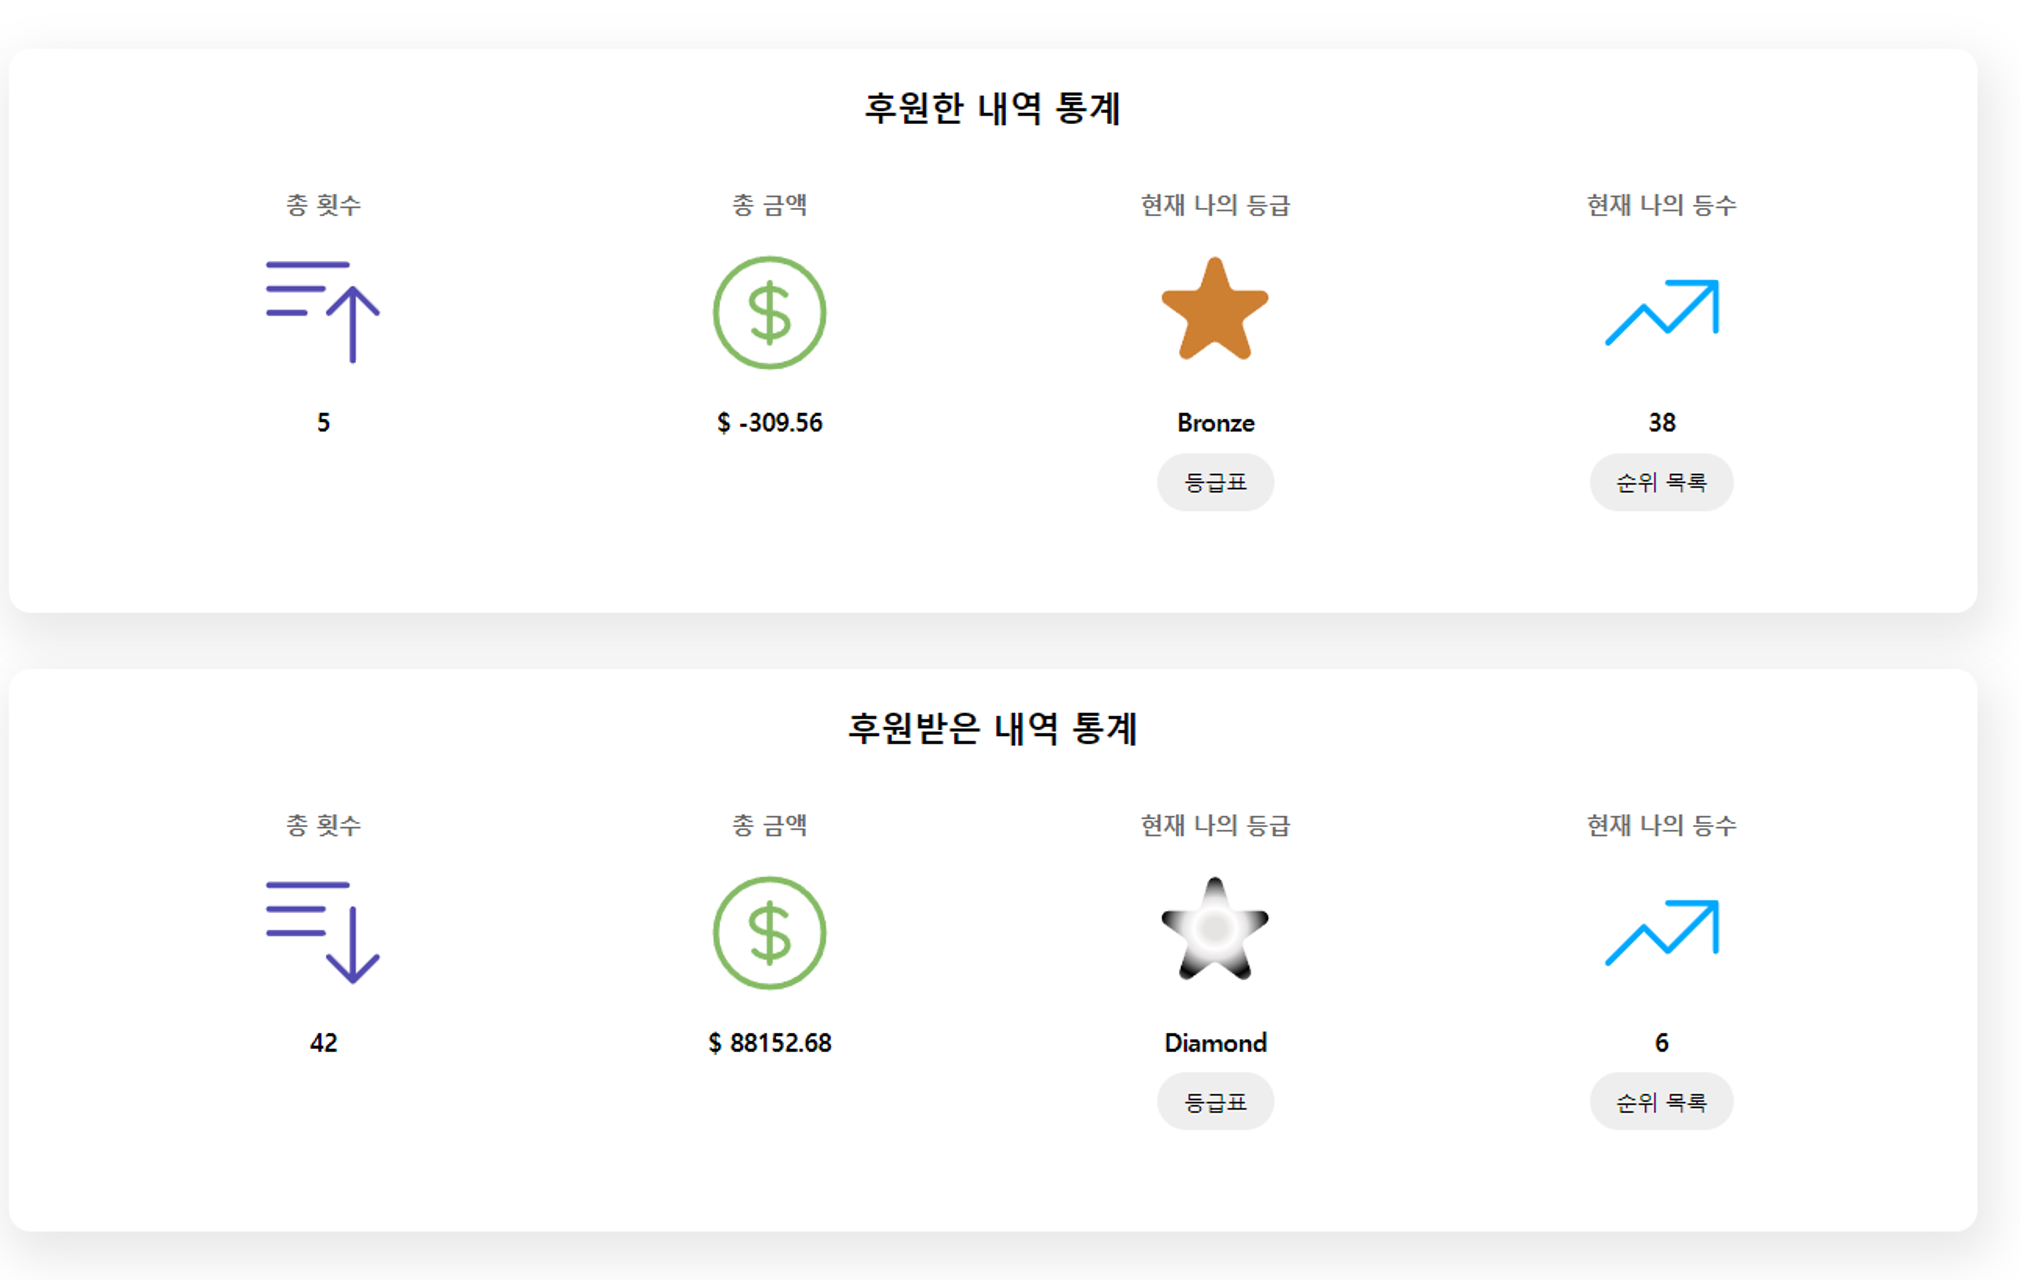 후원한 내역 통계
총 횟수
총 금액
현재 나의 등급
현재 나의 등수
5
$ -309.56
Bronze
38
등급표
순위 목록
후원받은 내역 통계
총 횟수
총 금액
현재 나의 등급
현재 나의 등수
42
$ 88152.68
Diamond
6
등급표
순위 목록